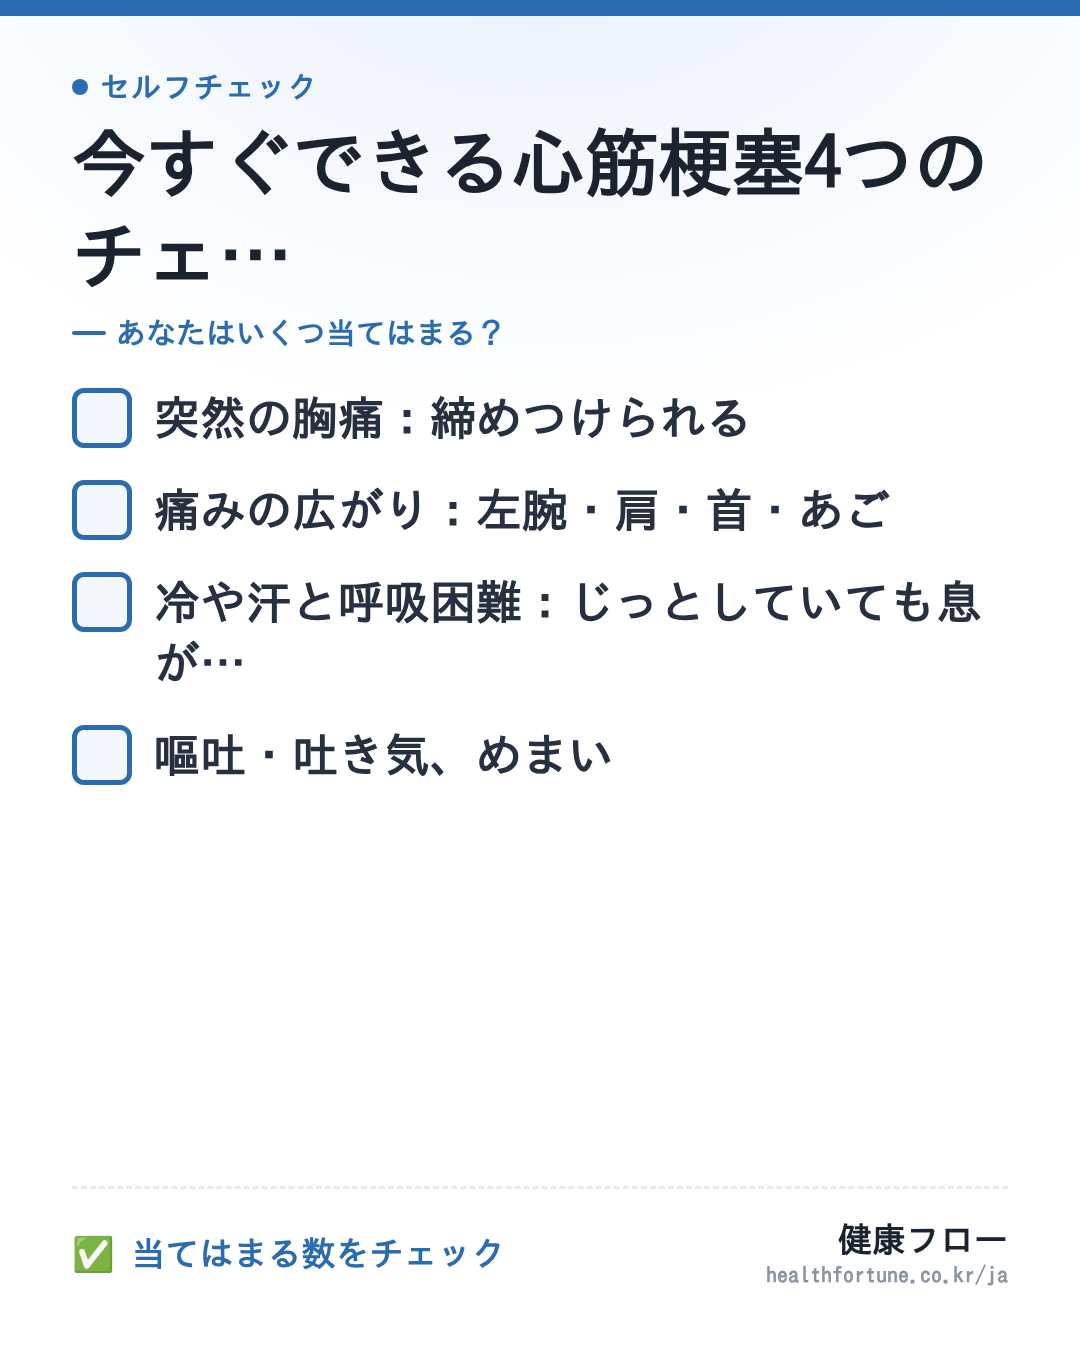 セルフチェック
今すぐできる心筋梗塞4つの
チェ…
— あなたはいくつ当てはまる？
突然の胸痛：締めつけられる
痛みの広がり：左腕・肩・首・あご
冷や汗と呼吸困難：じっとしていても息
が…
嘔吐・吐き気、めまい
✅ 当てはまる数をチェック
健康フロー
healthfortune.co.kr/ja